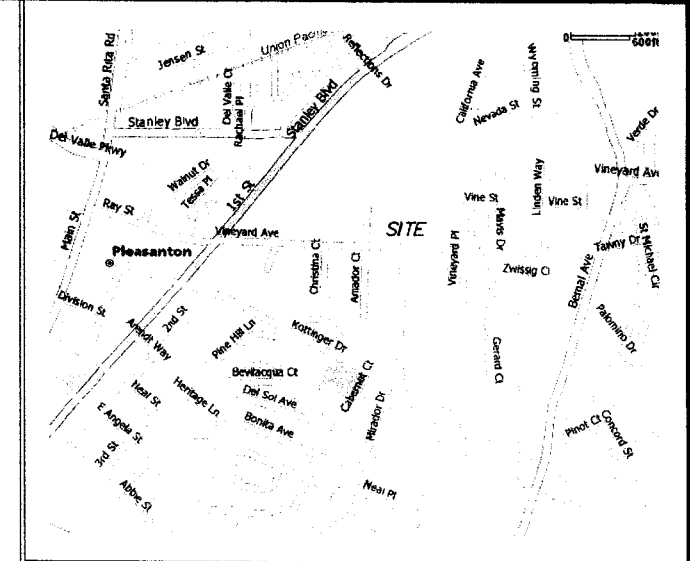 Santa Rita Rd
Jensen St
Union Pacific
Reflections Dr
California Ave
Wyoming St
Nevada St
0
600ft
Verde Dr
Del Valle Ct
Rachael Pl
Stanley Blvd
Stanley Blvd
Del Valle Pkwy
Walnut Dr
Tessa Pl
1st St
Ray St
Main St
Vineyard Ave
Vineyard Ave
Linden Way
Vine St
Vine St
Mavis Dr
SITE
Vineyard Pl
Zwissig Ct
Tawny Dr
St Michael Cir
Bernal Ave
Pleasanton
Christina Ct
Amador Ct
Division St
Arendt Way
2nd St
Pine Hill Ln
Kottinger Dr
Palomino Dr
Gerard Ct
Bevilacqua Ct
Del Sol Ave
Cabernet Ct
Mirador Dr
Heritage Ln
Neal St
Bonita Ave
E Angela St
3rd St
Abbie St
Neal Pl
Pinot Ct
Concord St